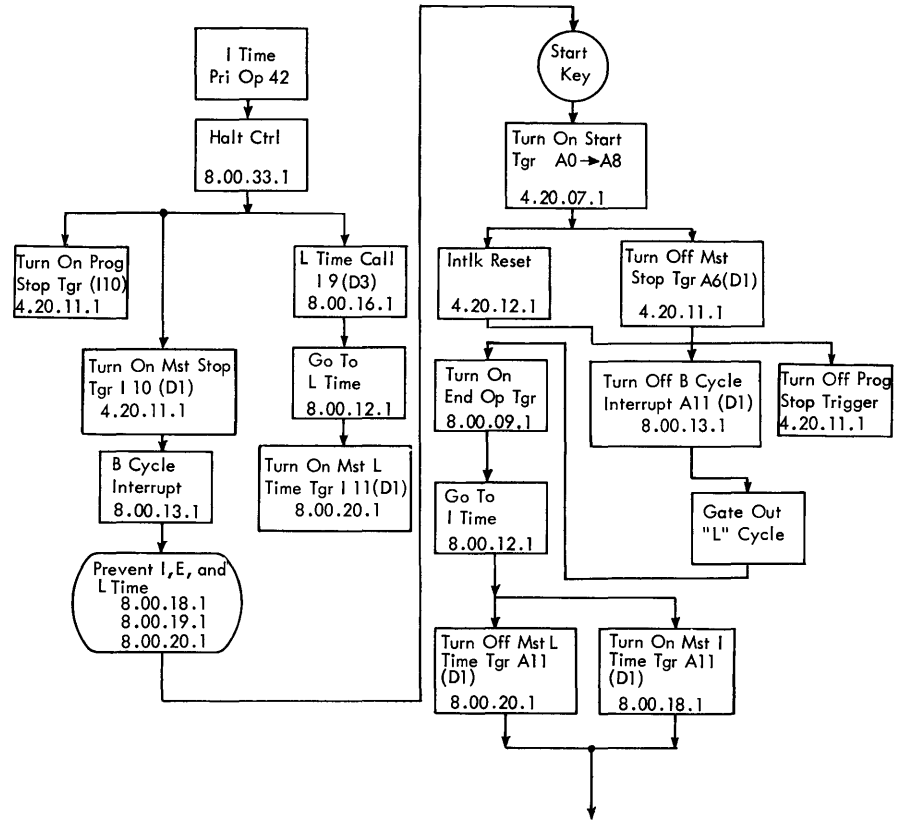 I Time
Pri Op 42
Halt Ctrl
8.00.33.1
Turn On Prog
Stop Tgr (I10)
4.20.11.1
L Time Call
I 9 (D3)
8.00.16.1
Turn On Mst Stop
Tgr I 10 (D1)
4.20.11.1
Go To
L Time
8.00.12.1
B Cycle
Interrupt
8.00.13.1
Turn On Mst L
Time Tgr I 11(D1)
8.00.20.1
Prevent I, E, and
L Time
8.00.18.1
8.00.19.1
8.00.20.1
Start
Key
Turn On Start
Tgr A0→A8
4.20.07.1
Intlk Reset
4.20.12.1
Turn Off Mst
Stop Tgr A6(D1)
4.20.11.1
Turn On
End Op Tgr
8.00.09.1
Turn Off B Cycle
Interrupt A11 (D1)
8.00.13.1
Turn Off Prog
Stop Trigger
4.20.11.1
Go To
I Time
8.00.12.1
Gate Out
"L" Cycle
Turn Off Mst L
Time Tgr A11
(D1)
8.00.20.1
Turn On Mst I
Time Tgr A11
(D1)
8.00.18.1